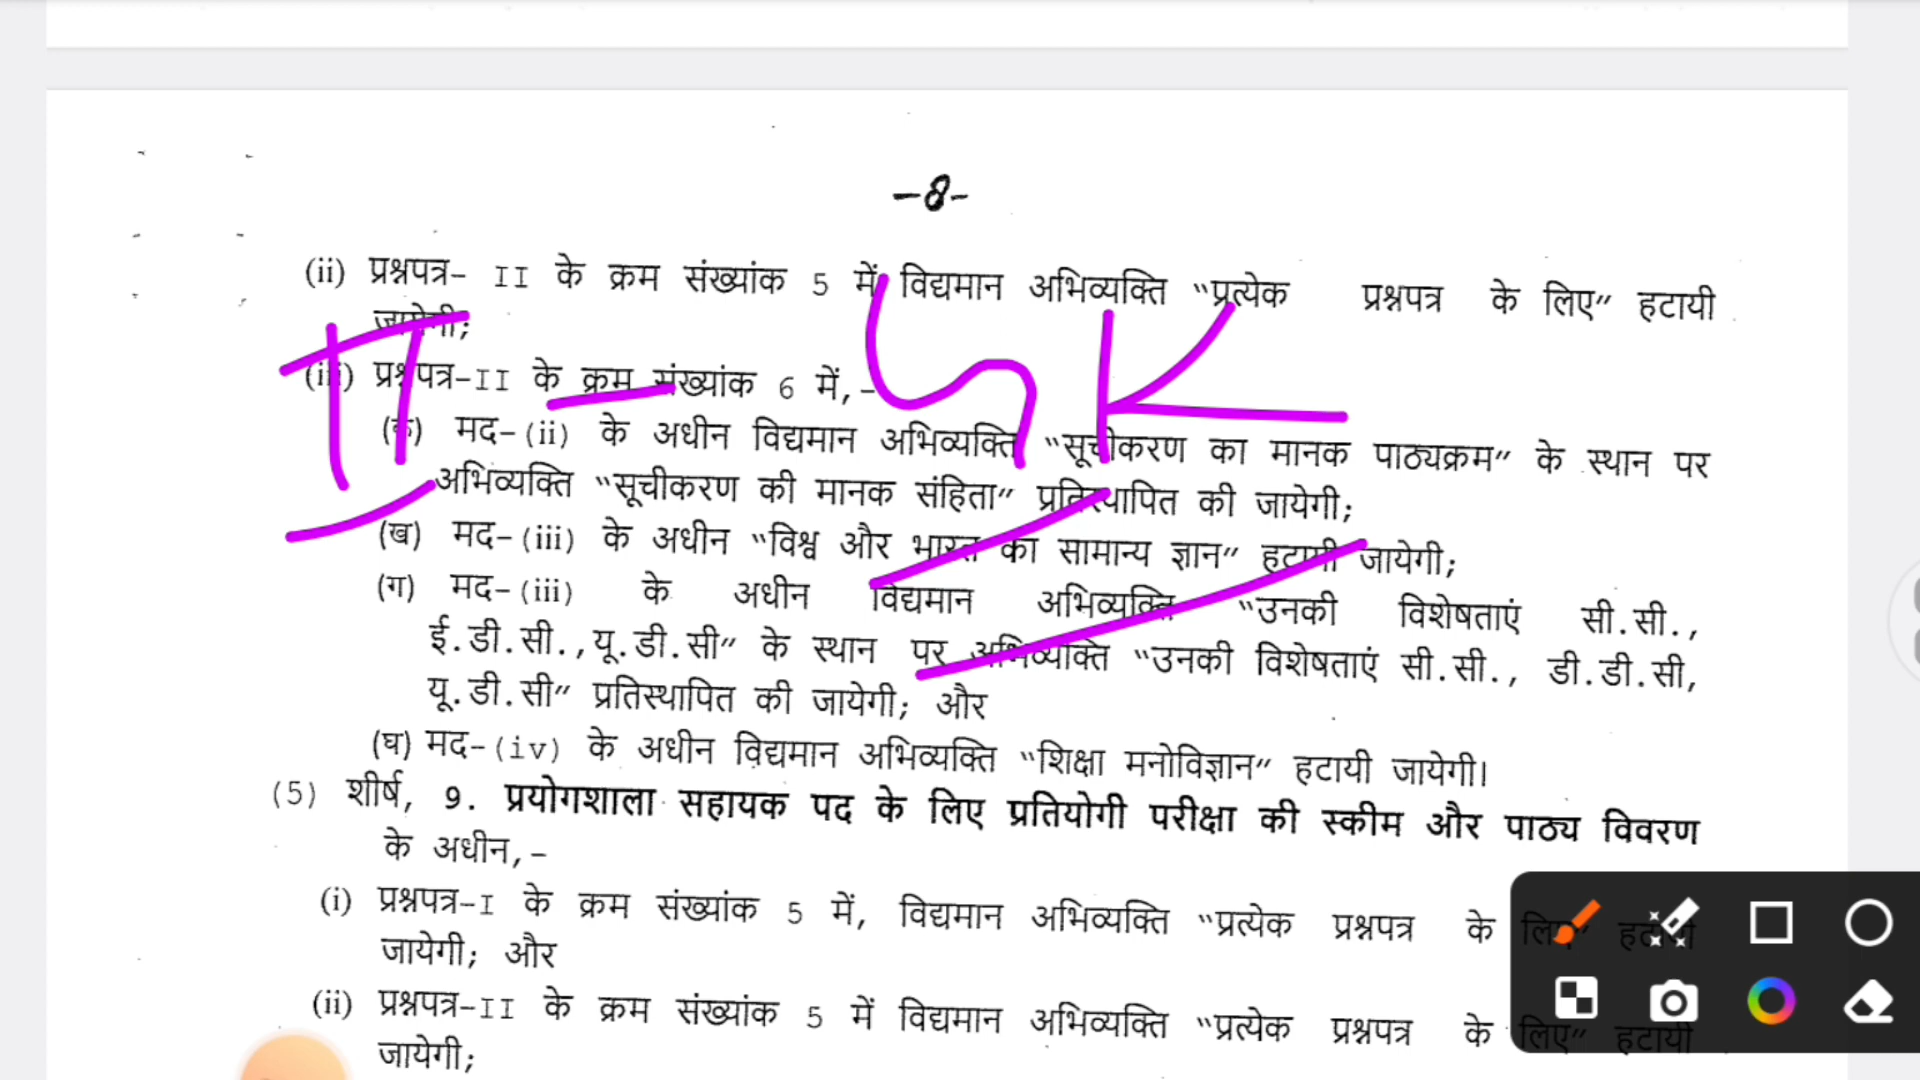 -8-
(ii) प्रश्नपत्र- II के क्रम संख्यांक 5 में विद्यमान अभिव्यक्ति “प्रत्येक प्रश्नपत्र के लिए” हटायी
जायेगी;
(iii) प्रश्नपत्र-II के क्रम संख्यांक 6 में,-
(क) मद-(ii) के अधीन विद्यमान अभिव्यक्ति “सूचीकरण का मानक पाठ्यक्रम” के स्थान पर
अभिव्यक्ति “सूचीकरण की मानक संहिता” प्रतिस्थापित की जायेगी;
(ख) मद-(iii) के अधीन “विश्व और भारत का सामान्य ज्ञान” हटायी जायेगी;
(ग) मद-(iii) के अधीन विद्यमान अभिव्यक्ति “उनकी विशेषताएं सी.सी.,
ई.डी.सी.,यू.डी.सी” के स्थान पर अभिव्यक्ति “उनकी विशेषताएं सी.सी., डी.डी.सी,
यू.डी.सी” प्रतिस्थापित की जायेगी; और
(घ) मद-(iv) के अधीन विद्यमान अभिव्यक्ति “शिक्षा मनोविज्ञान” हटायी जायेगी।
(5) शीर्ष, 9. प्रयोगशाला सहायक पद के लिए प्रतियोगी परीक्षा की स्कीम और पाठ्य विवरण
के अधीन,-
(i) प्रश्नपत्र-I के क्रम संख्यांक 5 में, विद्यमान अभिव्यक्ति “प्रत्येक प्रश्नपत्र के लिए” हटायी
जायेगी; और
(ii) प्रश्नपत्र-II के क्रम संख्यांक 5 में विद्यमान अभिव्यक्ति “प्रत्येक प्रश्नपत्र के लिए” हटायी
जायेगी;